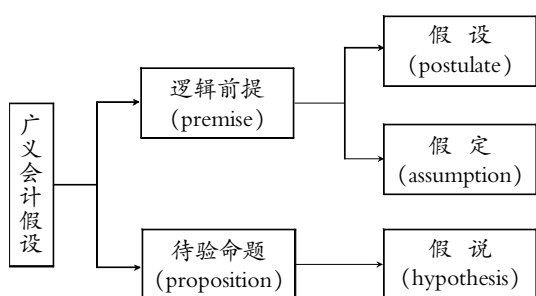 广义会计假设
逻辑前提
(premise)
假 设
(postulate)
假 定
(assumption)
待验命题
(proposition)
假 说
(hypothesis)